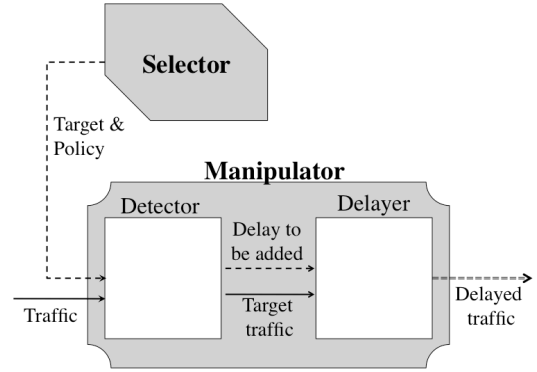 Selector
Target &
Policy
Manipulator
Detector
Delayer
Delay to
be added
Traffic
Target
traffic
Delayed
traffic